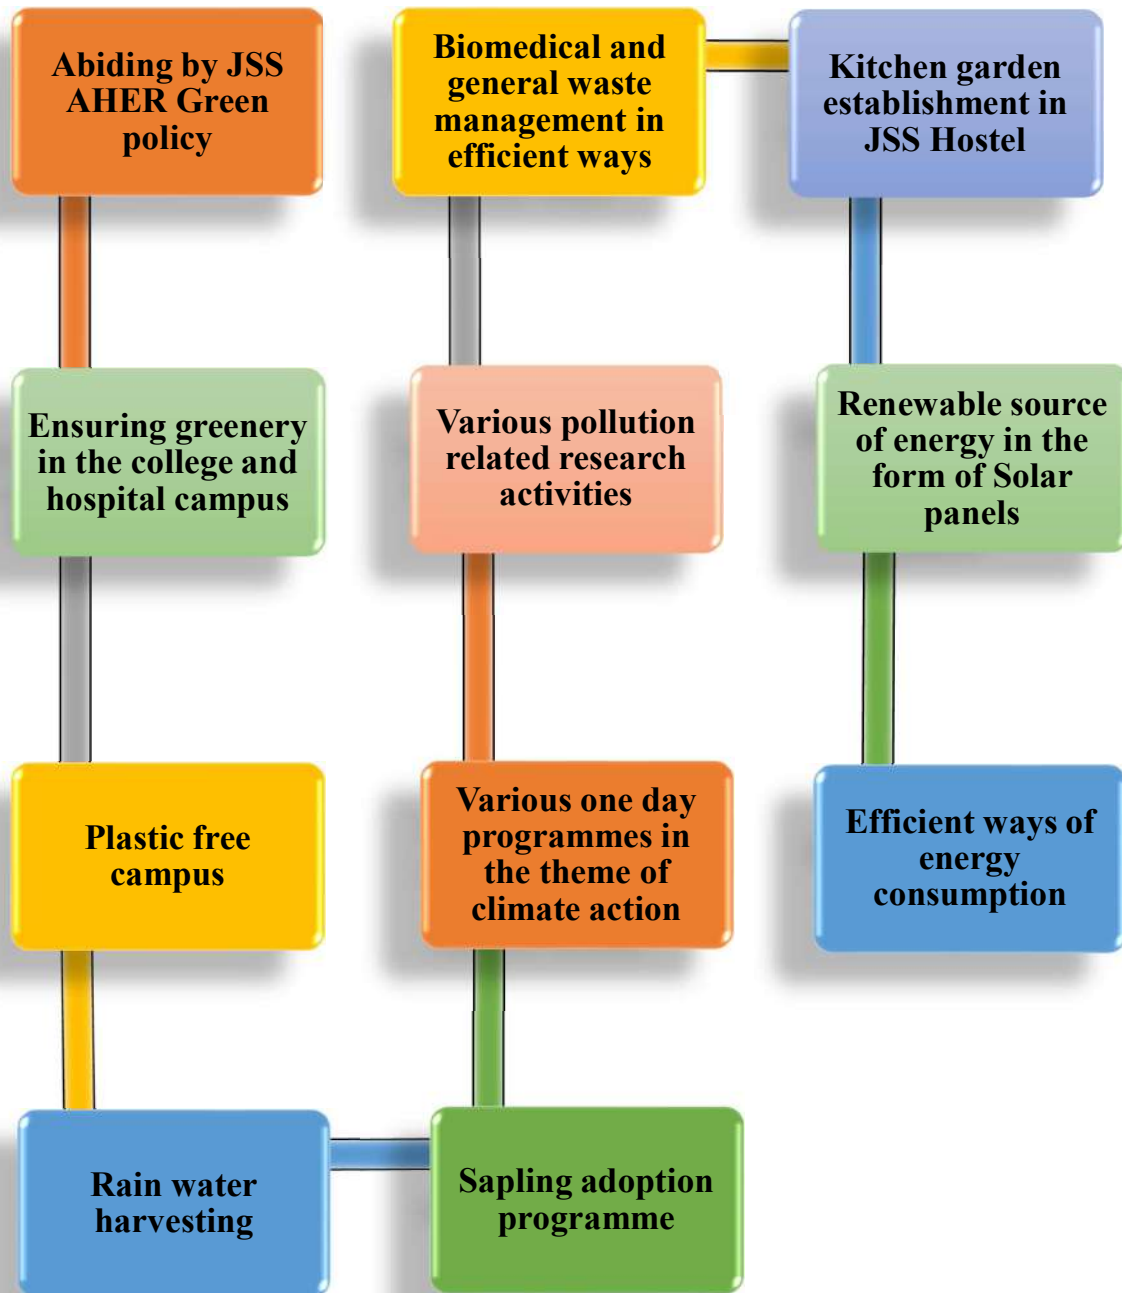 Abiding by JSS
AHER Green
policy
Ensuring greenery
in the college and
hospital campus
Plastic free
campus
Rain water
harvesting
Sapling adoption
programme
Various one day
programmes in
the theme of
climate action
Various pollution
related research
activities
Biomedical and
general waste
management in
efficient ways
Kitchen garden
establishment in
JSS Hostel
Renewable source
of energy in the
form of Solar
panels
Efficient ways of
energy
consumption